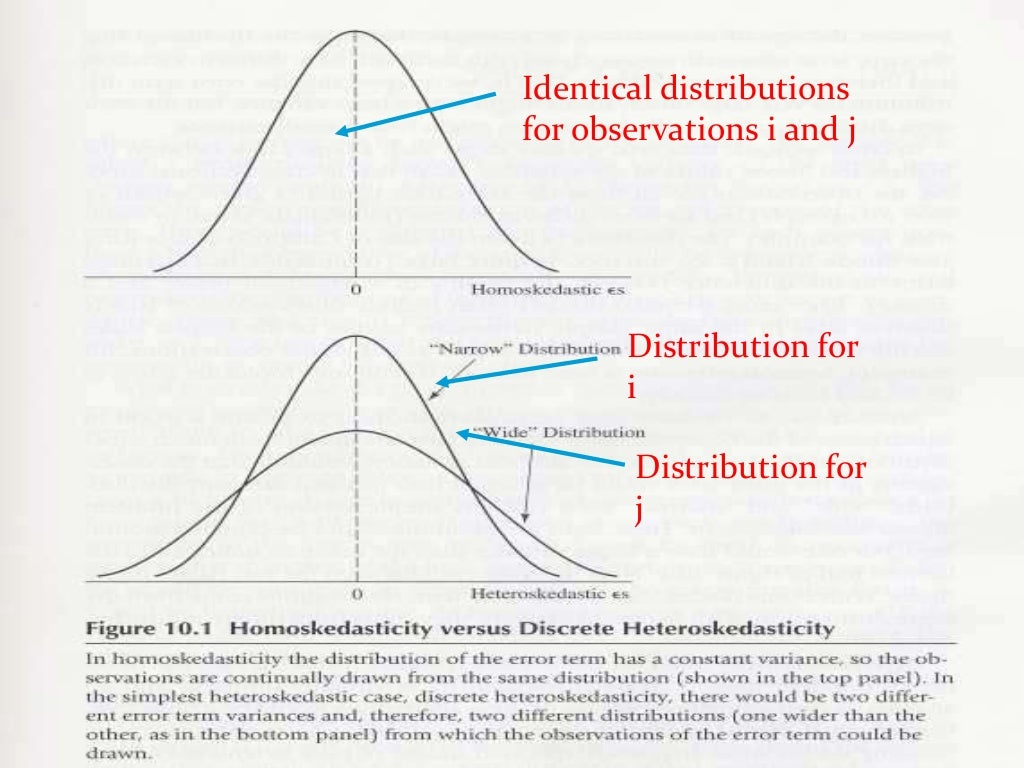 Identical distributions
for observations i and j
0
Homoskedastic ϵs
"Narrow" Distribution
Distribution for
i
"Wide" Distribution
Distribution for
j
0
Heteroskedastic ϵs
Figure 10.1 Homoskedasticity versus Discrete Heteroskedasticity
In homoskedasticity the distribution of the error term has a constant variance, so the ob-
servations are continually drawn from the same distribution (shown in the top panel). In
the simplest heteroskedastic case, discrete heteroskedasticity, there would be two differ-
ent error term variances and, therefore, two different distributions (one wider than the
other, as in the bottom panel) from which the observations of the error term could be
drawn.